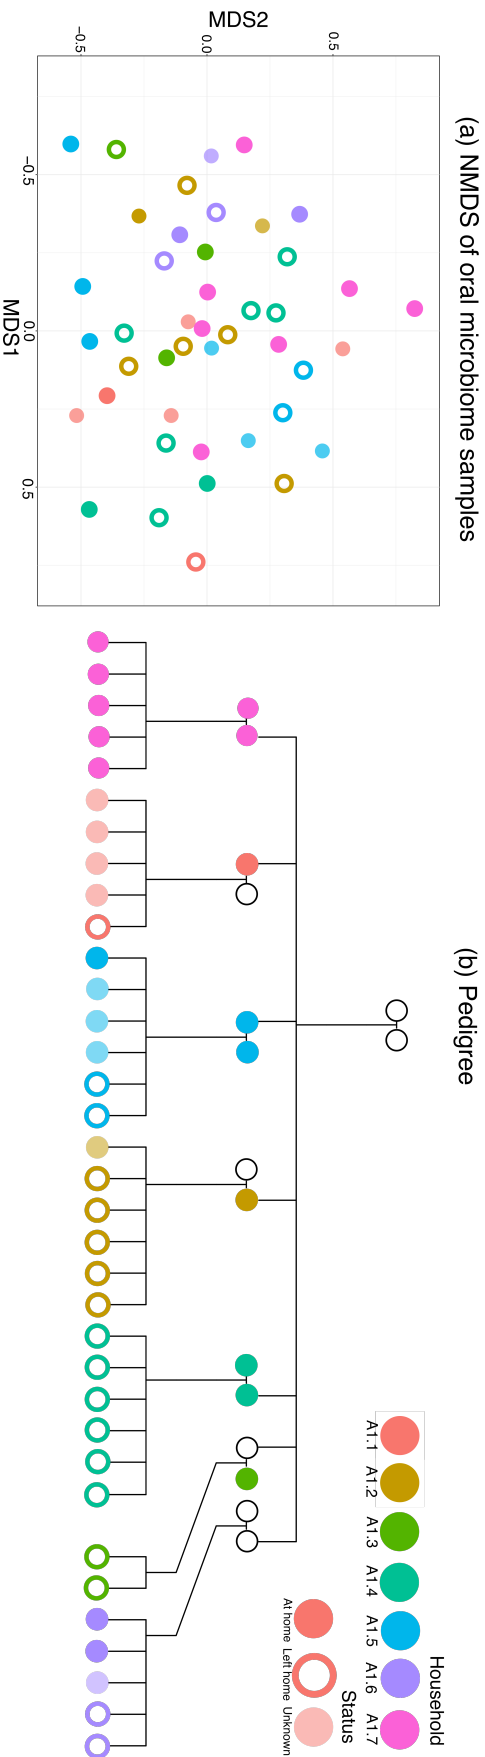 (a) NMDS of oral microbiome samples
MDS2
0.5
0.0
−0.5
−0.5
0.0
0.5
MDS1
(b) Pedigree
Household
A1.1
A1.2
A1.3
A1.4
A1.5
A1.6
A1.7
Status
At home
Left home
Unknown